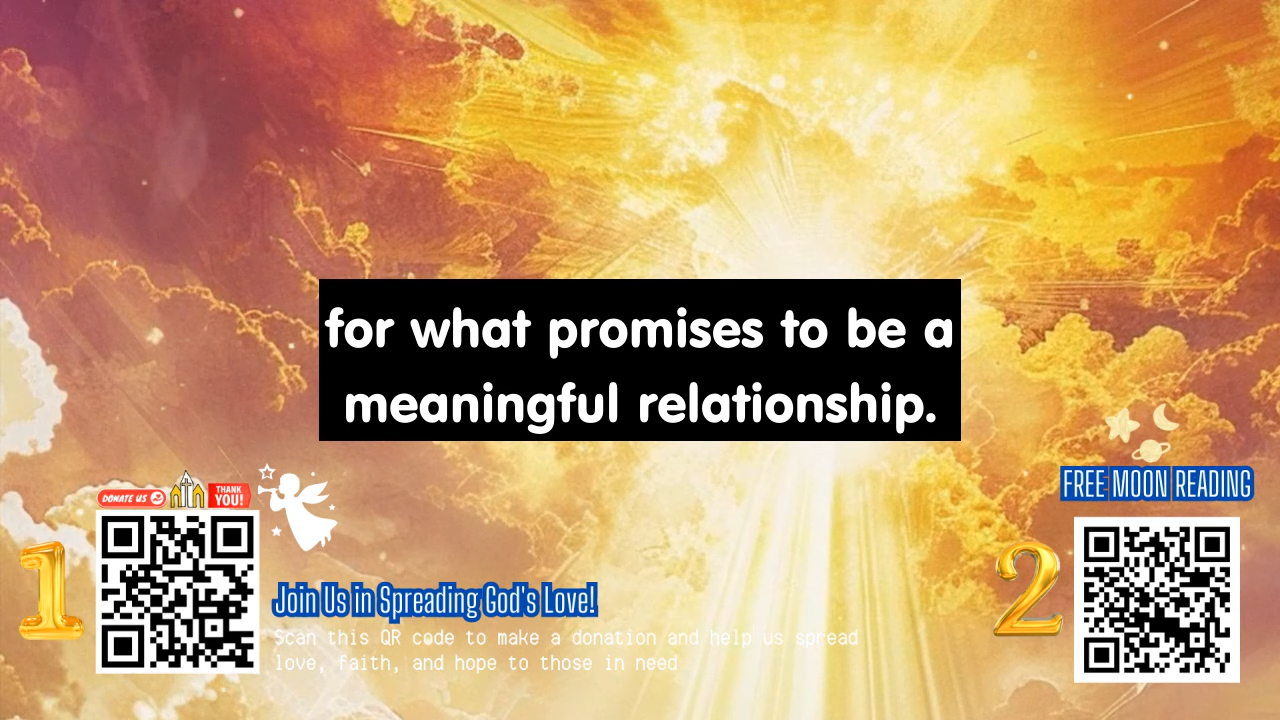 for what promises to be a
meaningful relationship.
DONATE US
THANK
YOU!
FREE MOON READING
1
2
Join Us in Spreading God's Love!
Scan this QR code to make a donation and help us spread
love, faith, and hope to those in need